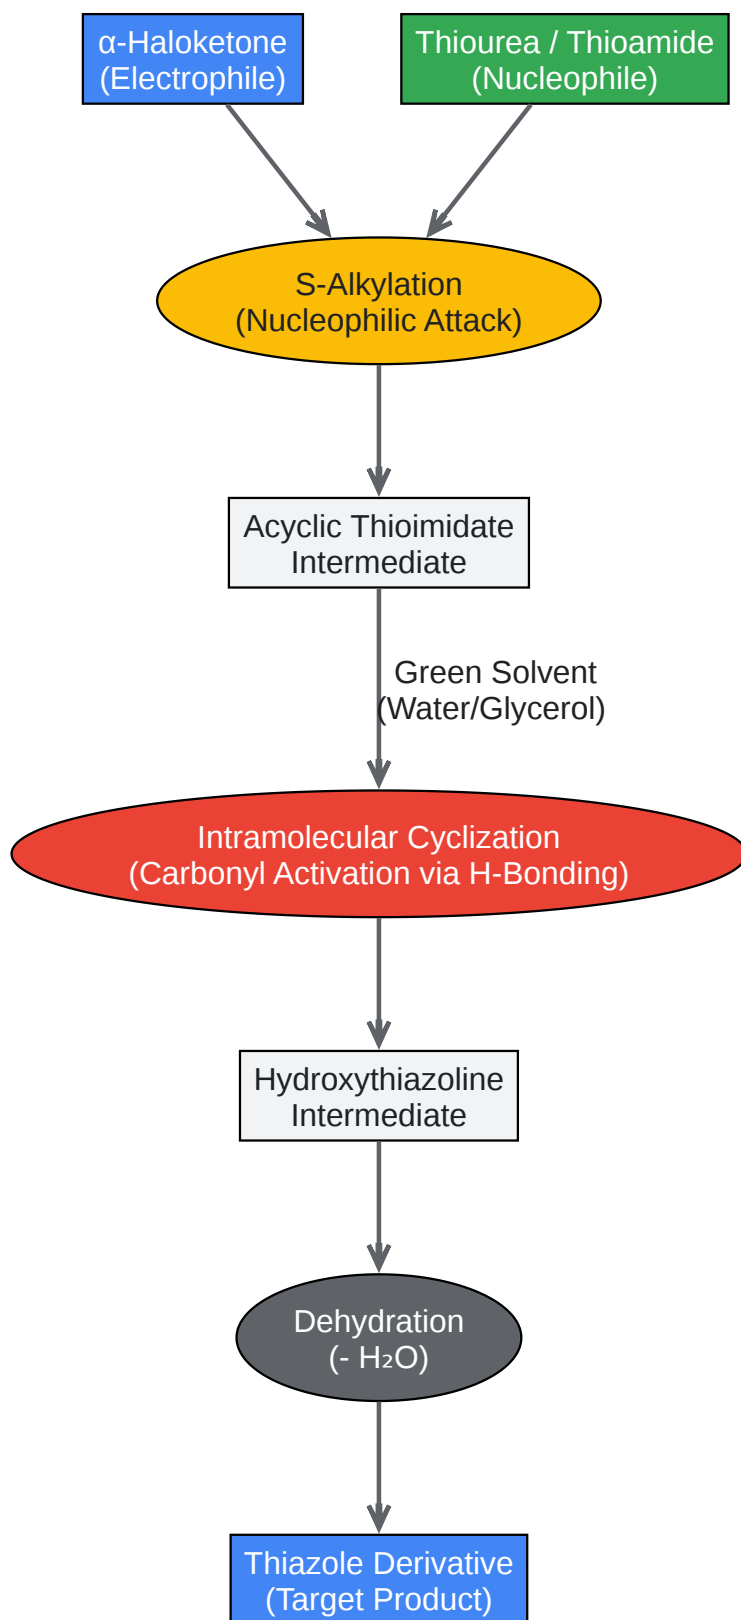 α-Haloketone
(Electrophile)
Thiourea / Thioamide
(Nucleophile)
S-Alkylation
(Nucleophilic Attack)
Acyclic Thioimidate
Intermediate
Green Solvent
(Water/Glycerol)
Intramolecular Cyclization
(Carbonyl Activation via H-Bonding)
Hydroxythiazoline
Intermediate
Dehydration
(- H₂O)
Thiazole Derivative
(Target Product)